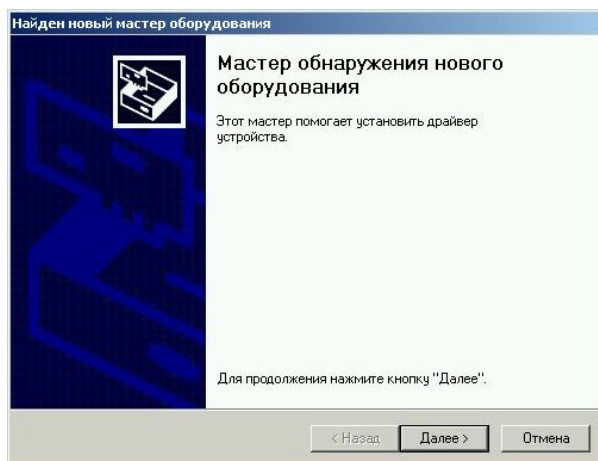 Найден новый мастер оборудования
Мастер обнаружения нового
оборудования
Этот мастер помогает установить драйвер
устройства.
Для продолжения нажмите кнопку "Далее".
< Назад
Далее >
Отмена